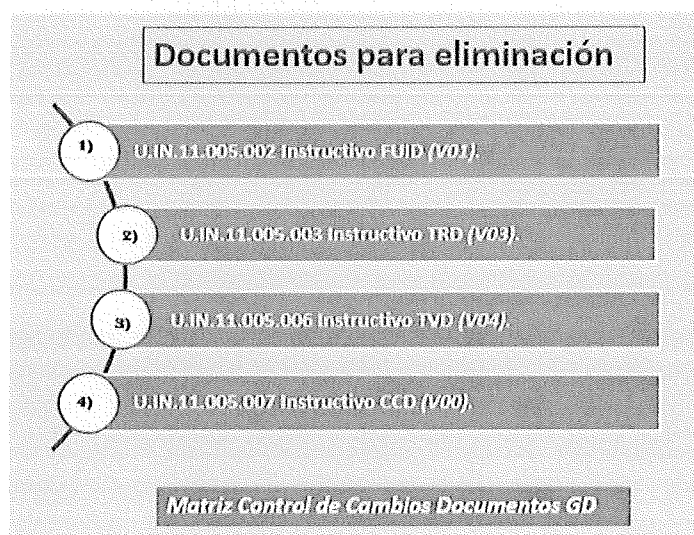 Documentos para eliminación
1) U.IN.11.005.002 Instructivo FUID (V01).
2) U.IN.11.005.003 Instructivo TRD (V03).
3) U.IN.11.005.006 Instructivo TVD (V04).
4) U.IN.11.005.007 Instructivo CCD (V00).
Matriz Control de Cambios Documentos GD